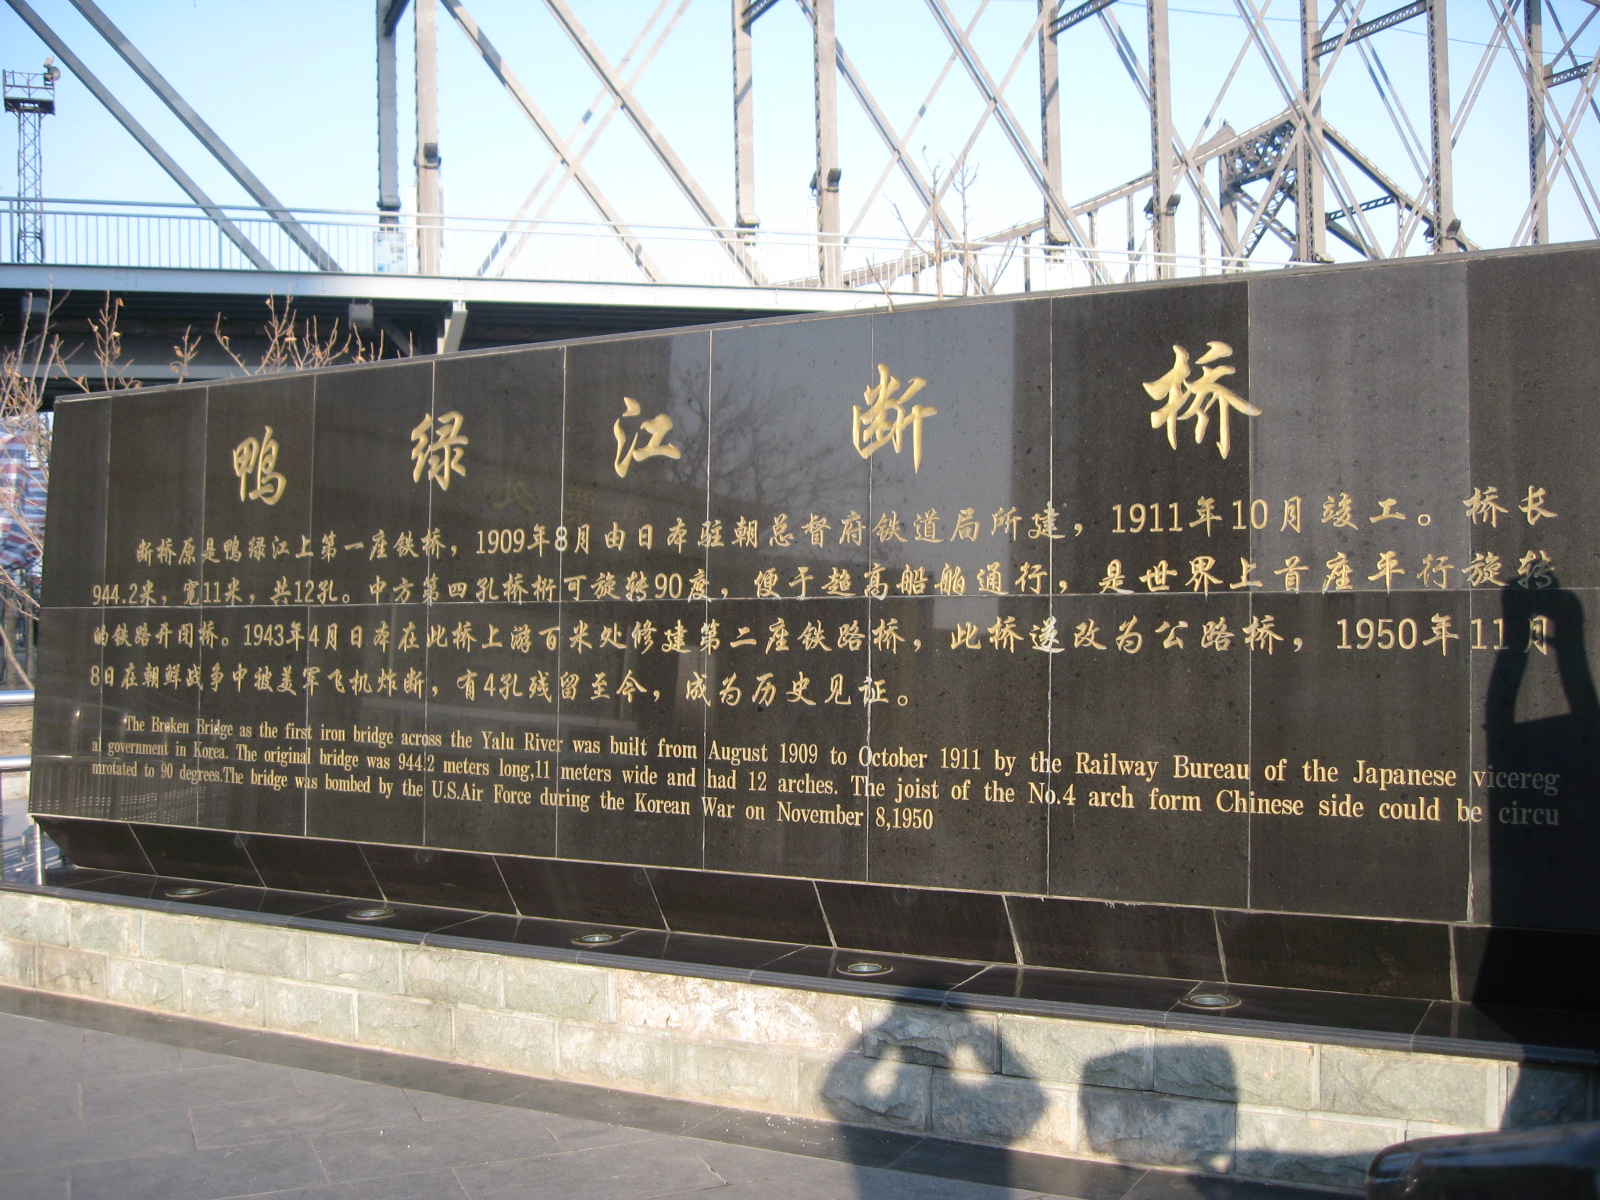 鸭绿江断桥
断桥原是鸭绿江上第一座铁桥，1909年8月由日本驻朝总督府铁道局所建，1911年10月竣工。桥长
944.2米，宽11米，共12孔。中方第四孔桥桁可旋转90度，便于超高船舶通行，是世界上首座平行旋转
的铁路开闭桥。1943年4月日本在此桥上游百米处修建第二座铁路桥，此桥遂改为公路桥，1950年11月
8日在朝鲜战争中被美军飞机炸断，有4孔残留至今，成为历史见证。
The Broken Bridge as the first iron bridge across the Yalu River was built from August 1909 to October 1911 by the Railway Bureau of the Japanese vicereg
al government in Korea. The original bridge was 944.2 meters long,11 meters wide and had 12 arches. The joist of the No.4 arch form Chinese side could be circu
mrotated to 90 degrees.The bridge was bombed by the U.S.Air Force during the Korean War on November 8,1950